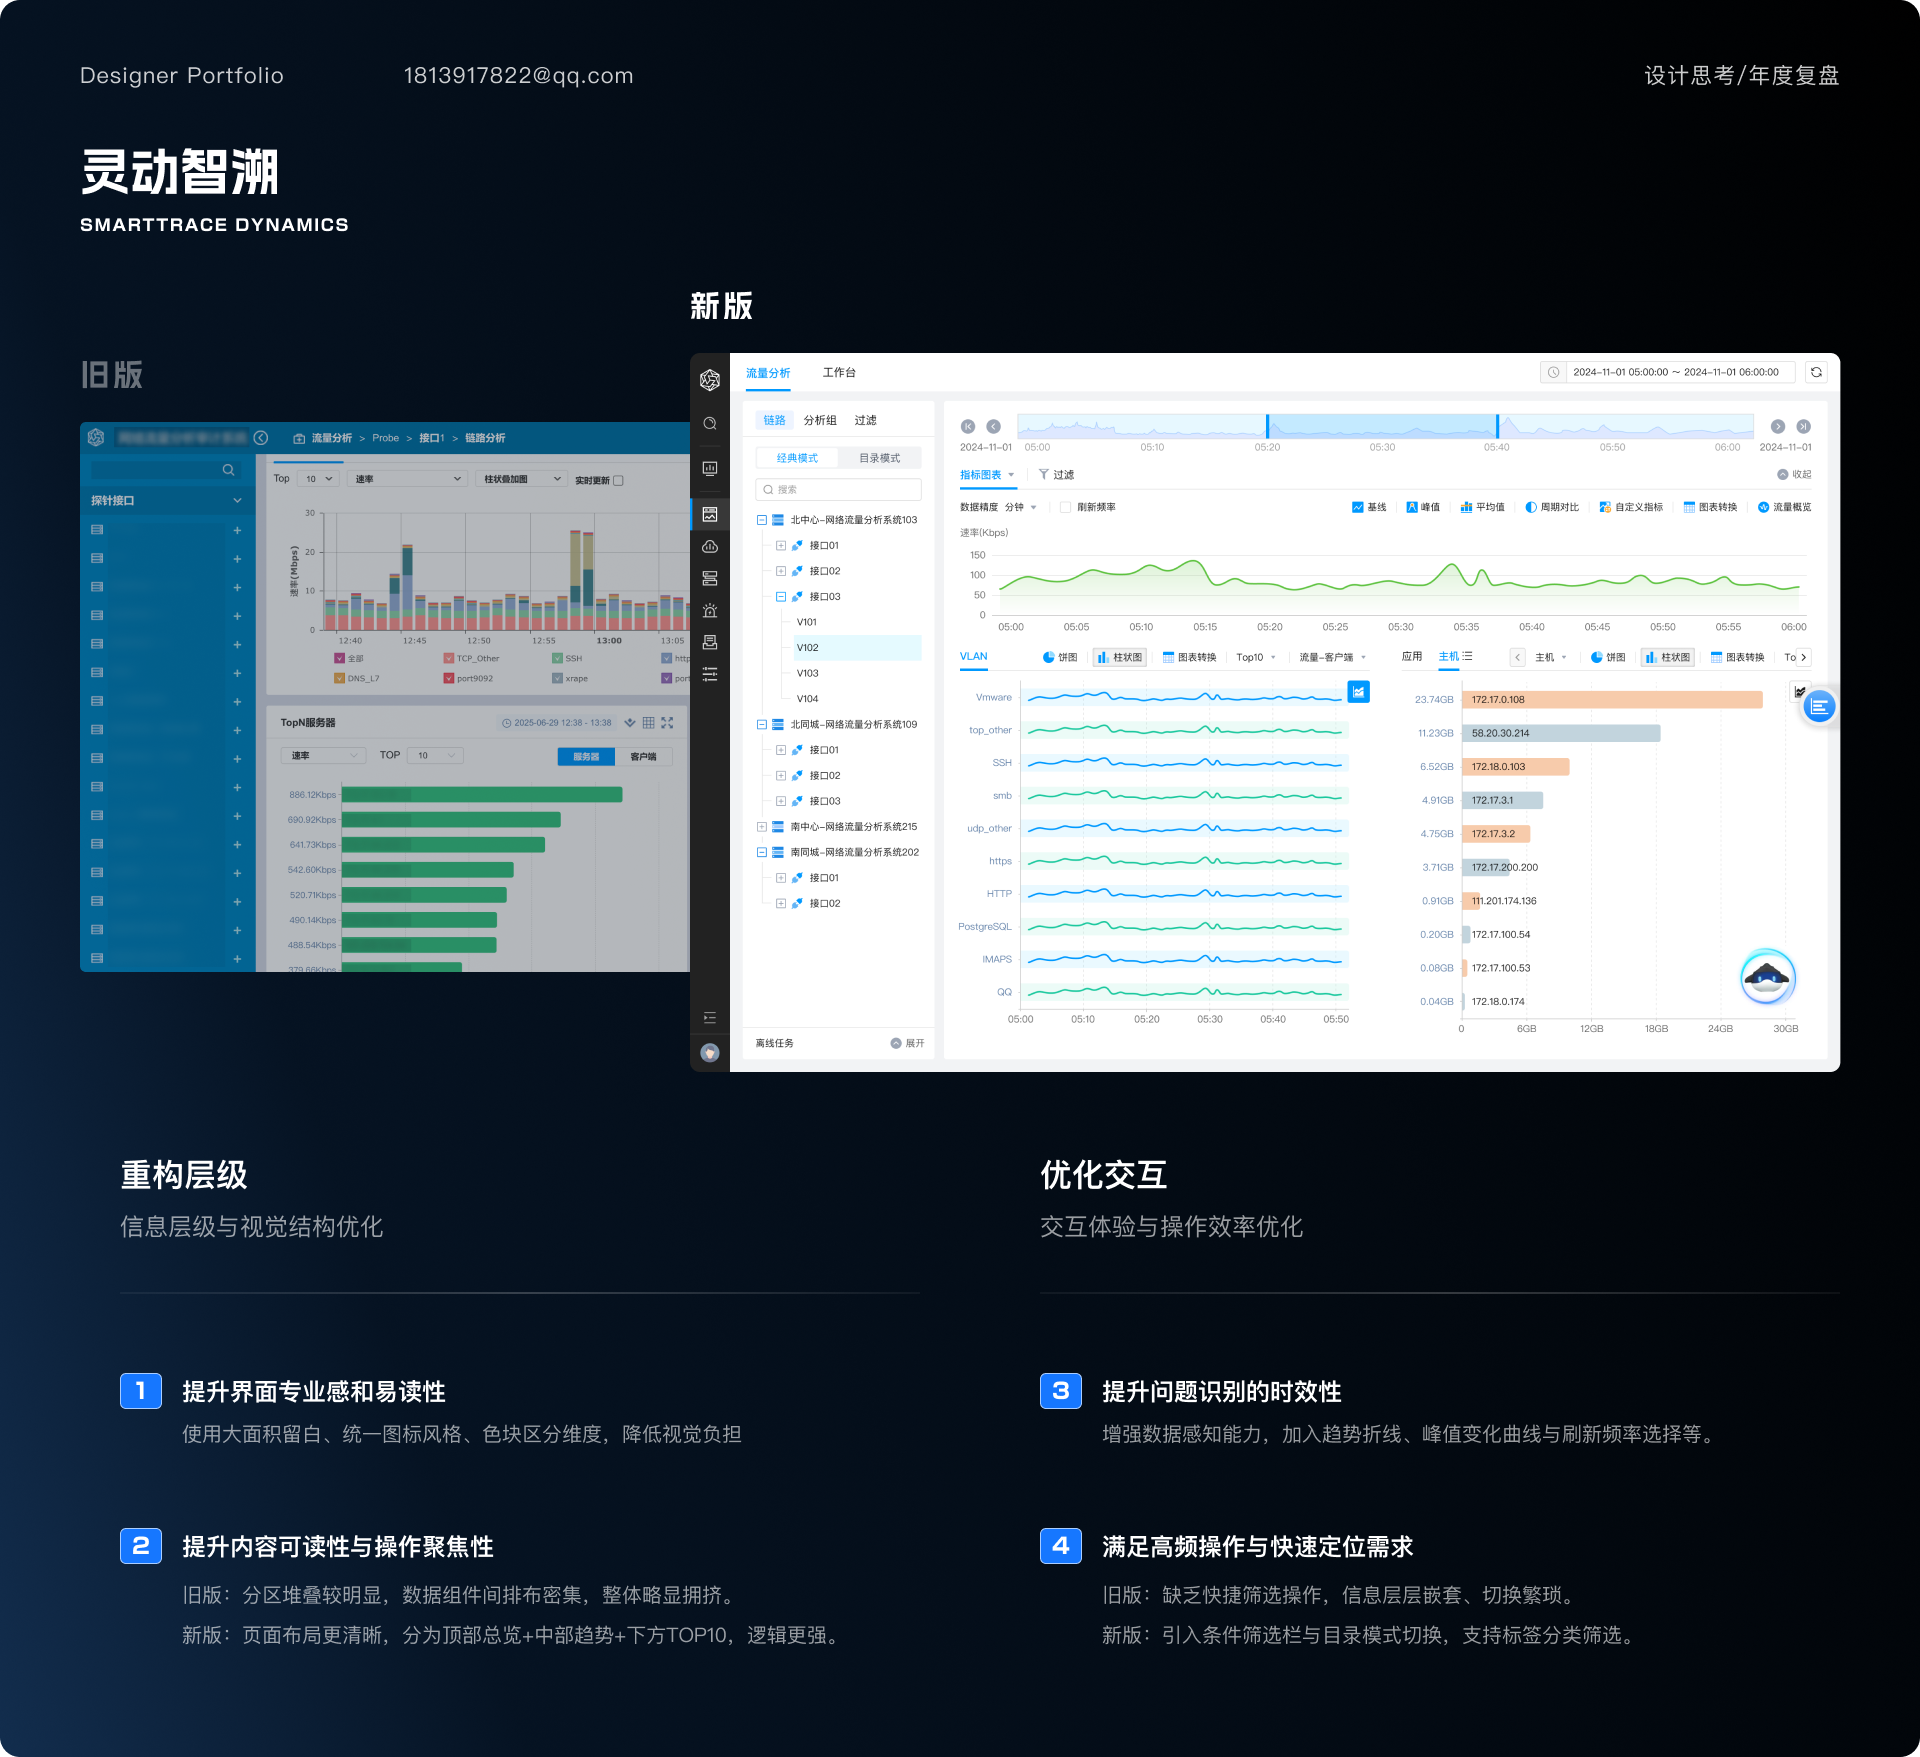 Designer Portfolio
1813917822@qq.com
设计思考/年度复盘
灵动智溯
SMARTTRACE DYNAMICS
旧版
流量分析 > Probe > 接口1 > 链路分析
探针接口
Top 10 速率 柱状叠加图 实时更新
速率(Mbps)
30
20
10
0
12:40 12:45 12:50 12:55 13:00 13:05
全部 TCP_Other SSH http
DNS_L7 port9092 xrape port
TopN服务器 2025-06-29 12:38 - 13:38
速率 TOP 10 服务器 客户端
886.12Kbps
690.92Kbps
641.73Kbps
542.60Kbps
520.71Kbps
490.14Kbps
488.54Kbps
379.66Kbps
新版
流量分析 工作台
2024-11-01 05:00:00 ~ 2024-11-01 06:00:00
链路 分析组 过滤
经典模式 目录模式
搜索
北中心-网络流量分析系统103
接口01
接口02
接口03
V101
V102
V103
V104
北同城-网络流量分析系统109
接口01
接口02
接口03
南中心-网络流量分析系统215
南同城-网络流量分析系统202
接口01
接口02
离线任务 展开
2024-11-01 05:00 05:10 05:20 05:30 05:40 05:50 06:00 2024-11-01
指标图表 过滤 收起
数据精度 分钟 刷新频率 基线 峰值 平均值 周期对比 自定义指标 图表转换 流量概览
速率(Kbps)
150
100
50
0
05:00 05:05 05:10 05:15 05:20 05:25 05:30 05:35 05:40 05:45 05:50 05:55 06:00
VLAN 饼图 柱状图 图表转换 Top10 流量-客户端
Vmware
top_other
SSH
smb
udp_other
https
HTTP
PostgreSQL
IMAPS
QQ
05:00 05:10 05:20 05:30 05:40 05:50
应用 主机 主机 饼图 柱状图 图表转换 To
23.74GB 172.17.0.108
11.23GB 58.20.30.214
6.52GB 172.18.0.103
4.91GB 172.17.3.1
4.75GB 172.17.3.2
3.71GB 172.17.200.200
0.91GB 111.201.174.136
0.20GB 172.17.100.54
0.08GB 172.17.100.53
0.04GB 172.18.0.174
0 6GB 12GB 18GB 24GB 30GB
重构层级
信息层级与视觉结构优化
1 提升界面专业感和易读性
使用大面积留白、统一图标风格、色块区分维度，降低视觉负担
2 提升内容可读性与操作聚焦性
旧版：分区堆叠较明显，数据组件间排布密集，整体略显拥挤。
新版：页面布局更清晰，分为顶部总览+中部趋势+下方TOP10，逻辑更强。
优化交互
交互体验与操作效率优化
3 提升问题识别的时效性
增强数据感知能力，加入趋势折线、峰值变化曲线与刷新频率选择等。
4 满足高频操作与快速定位需求
旧版：缺乏快捷筛选操作，信息层层嵌套、切换繁琐。
新版：引入条件筛选栏与目录模式切换，支持标签分类筛选。